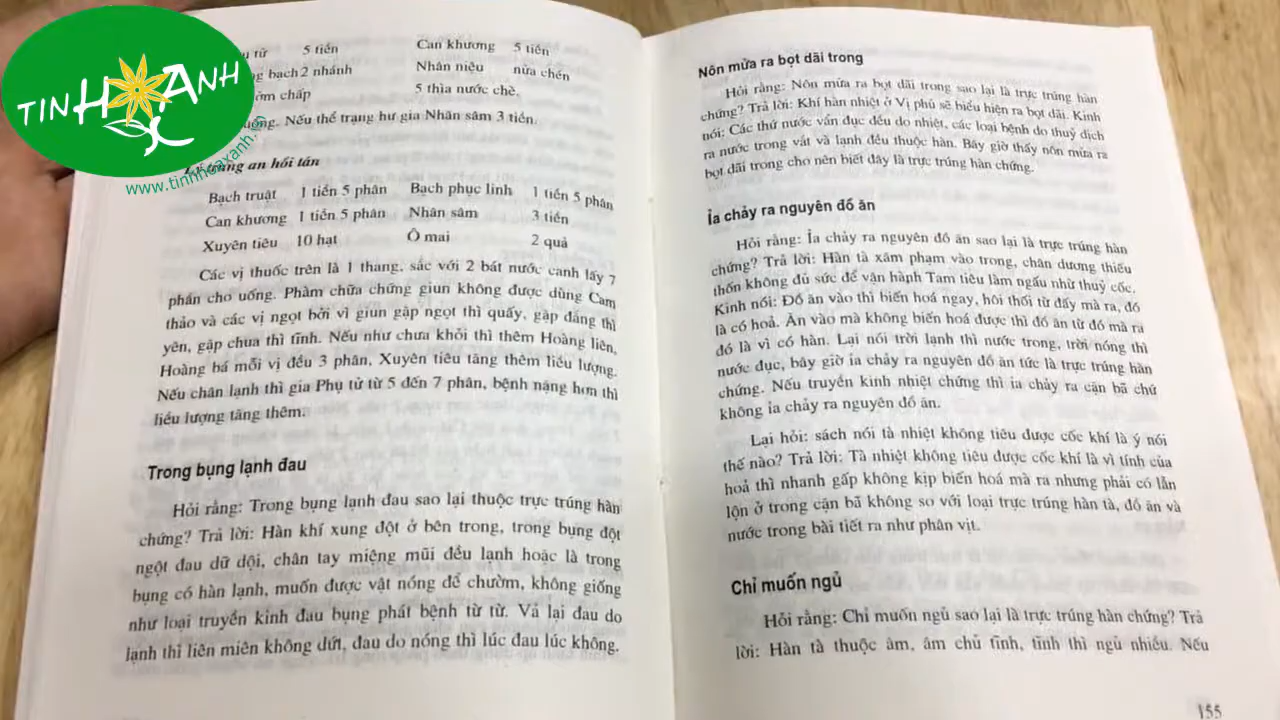 TINH HOA XANH
www.tinhhoaxanh.vn
tử 5 tiền Can khương 5 tiền
bạch 2 nhánh Nhân niệu nửa chén
chấp 5 thìa nước chè.
uống. Nếu thể trạng hư gia Nhân sâm 3 tiền.
trung an hồi tán
Bạch truật 1 tiền 5 phân Bạch phục linh 1 tiền 5 phân
Can khương 1 tiền 5 phân Nhân sâm 3 tiền
Xuyên tiêu 10 hạt Ô mai 2 quả
Các vị thuốc trên là 1 thang, sắc với 2 bát nước canh lấy 7
phần cho uống. Phàm chữa chứng giun không được dùng Cam
thảo và các vị ngọt bởi vì giun gặp ngọt thì quấy, gặp đắng thì
yên, gặp chua thì tĩnh. Nếu như chưa khỏi thì thêm Hoàng liên,
Hoàng bá mỗi vị đều 3 phân, Xuyên tiêu tăng thêm liều lượng.
Nếu chân lạnh thì gia Phụ tử từ 5 đến 7 phân, bệnh nặng hơn thì
liều lượng tăng thêm.
Trong bụng lạnh đau
Hỏi rằng: Trong bụng lạnh đau sao lại thuộc trực trúng hàn
chứng? Trả lời: Hàn khí xung đột ở bên trong, trong bụng đột
ngột đau dữ dội, chân tay miệng mũi đều lạnh hoặc là trong
bụng có hàn lạnh, muốn được vật nóng để chườm, không giống
như loại truyền kinh đau bụng phát bệnh từ từ. Vả lại đau do
lạnh thì liên miên không dứt, đau do nóng thì lúc đau lúc không.
Nôn mửa ra bọt dãi trong
Hỏi rằng: Nôn mửa ra bọt dãi trong sao lại là trực trúng hàn
chứng? Trả lời: Khí hàn nhiệt ở Vị phủ sẽ biểu hiện ra bọt dãi. Kinh
nói: Các thứ nước vẩn đục đều do nhiệt, các loại bệnh do thuỷ dịch
ra nước trong vắt và lạnh đều thuộc hàn. Bây giờ thấy nôn mửa ra
bọt dãi trong cho nên biết đây là trực trúng hàn chứng.
Ỉa chảy ra nguyên đồ ăn
Hỏi rằng: Ỉa chảy ra nguyên đồ ăn sao lại là trực trúng hàn
chứng? Trả lời: Hàn tà xâm phạm vào trong, chân dương thiếu
thốn không đủ sức để vận hành Tam tiêu làm ngấu nhừ thuỷ cốc.
Kinh nói: Đồ ăn vào thì biến hoá ngay, hôi thối từ đấy mà ra, đó
là có hoả. Ăn vào mà không biến hoá được thì đồ ăn từ đó mà ra
đó là vì có hàn. Lại nói trời lạnh thì nước trong, trời nóng thì
nước đục, bây giờ ỉa chảy ra nguyên đồ ăn tức là trực trúng hàn
chứng. Nếu truyền kinh nhiệt chứng thì ỉa chảy ra cặn bã chứ
không ỉa chảy ra nguyên đồ ăn.
Lại hỏi: sách nói tà nhiệt không tiêu được cốc khí là ý nói
thế nào? Trả lời: Tà nhiệt không tiêu được cốc khí là vì tính của
hoả thì nhanh gấp không kịp biến hoá mà ra nhưng phải có lẫn
lộn ở trong cặn bã không so với loại trực trúng hàn tà, đồ ăn và
nước trong bài tiết ra như phân vịt.
Chỉ muốn ngủ
Hỏi rằng: Chỉ muốn ngủ sao lại là trực trúng hàn chứng? Trả
lời: Hàn tà thuộc âm, âm chủ tĩnh, tĩnh thì ngủ nhiều. Nếu
155